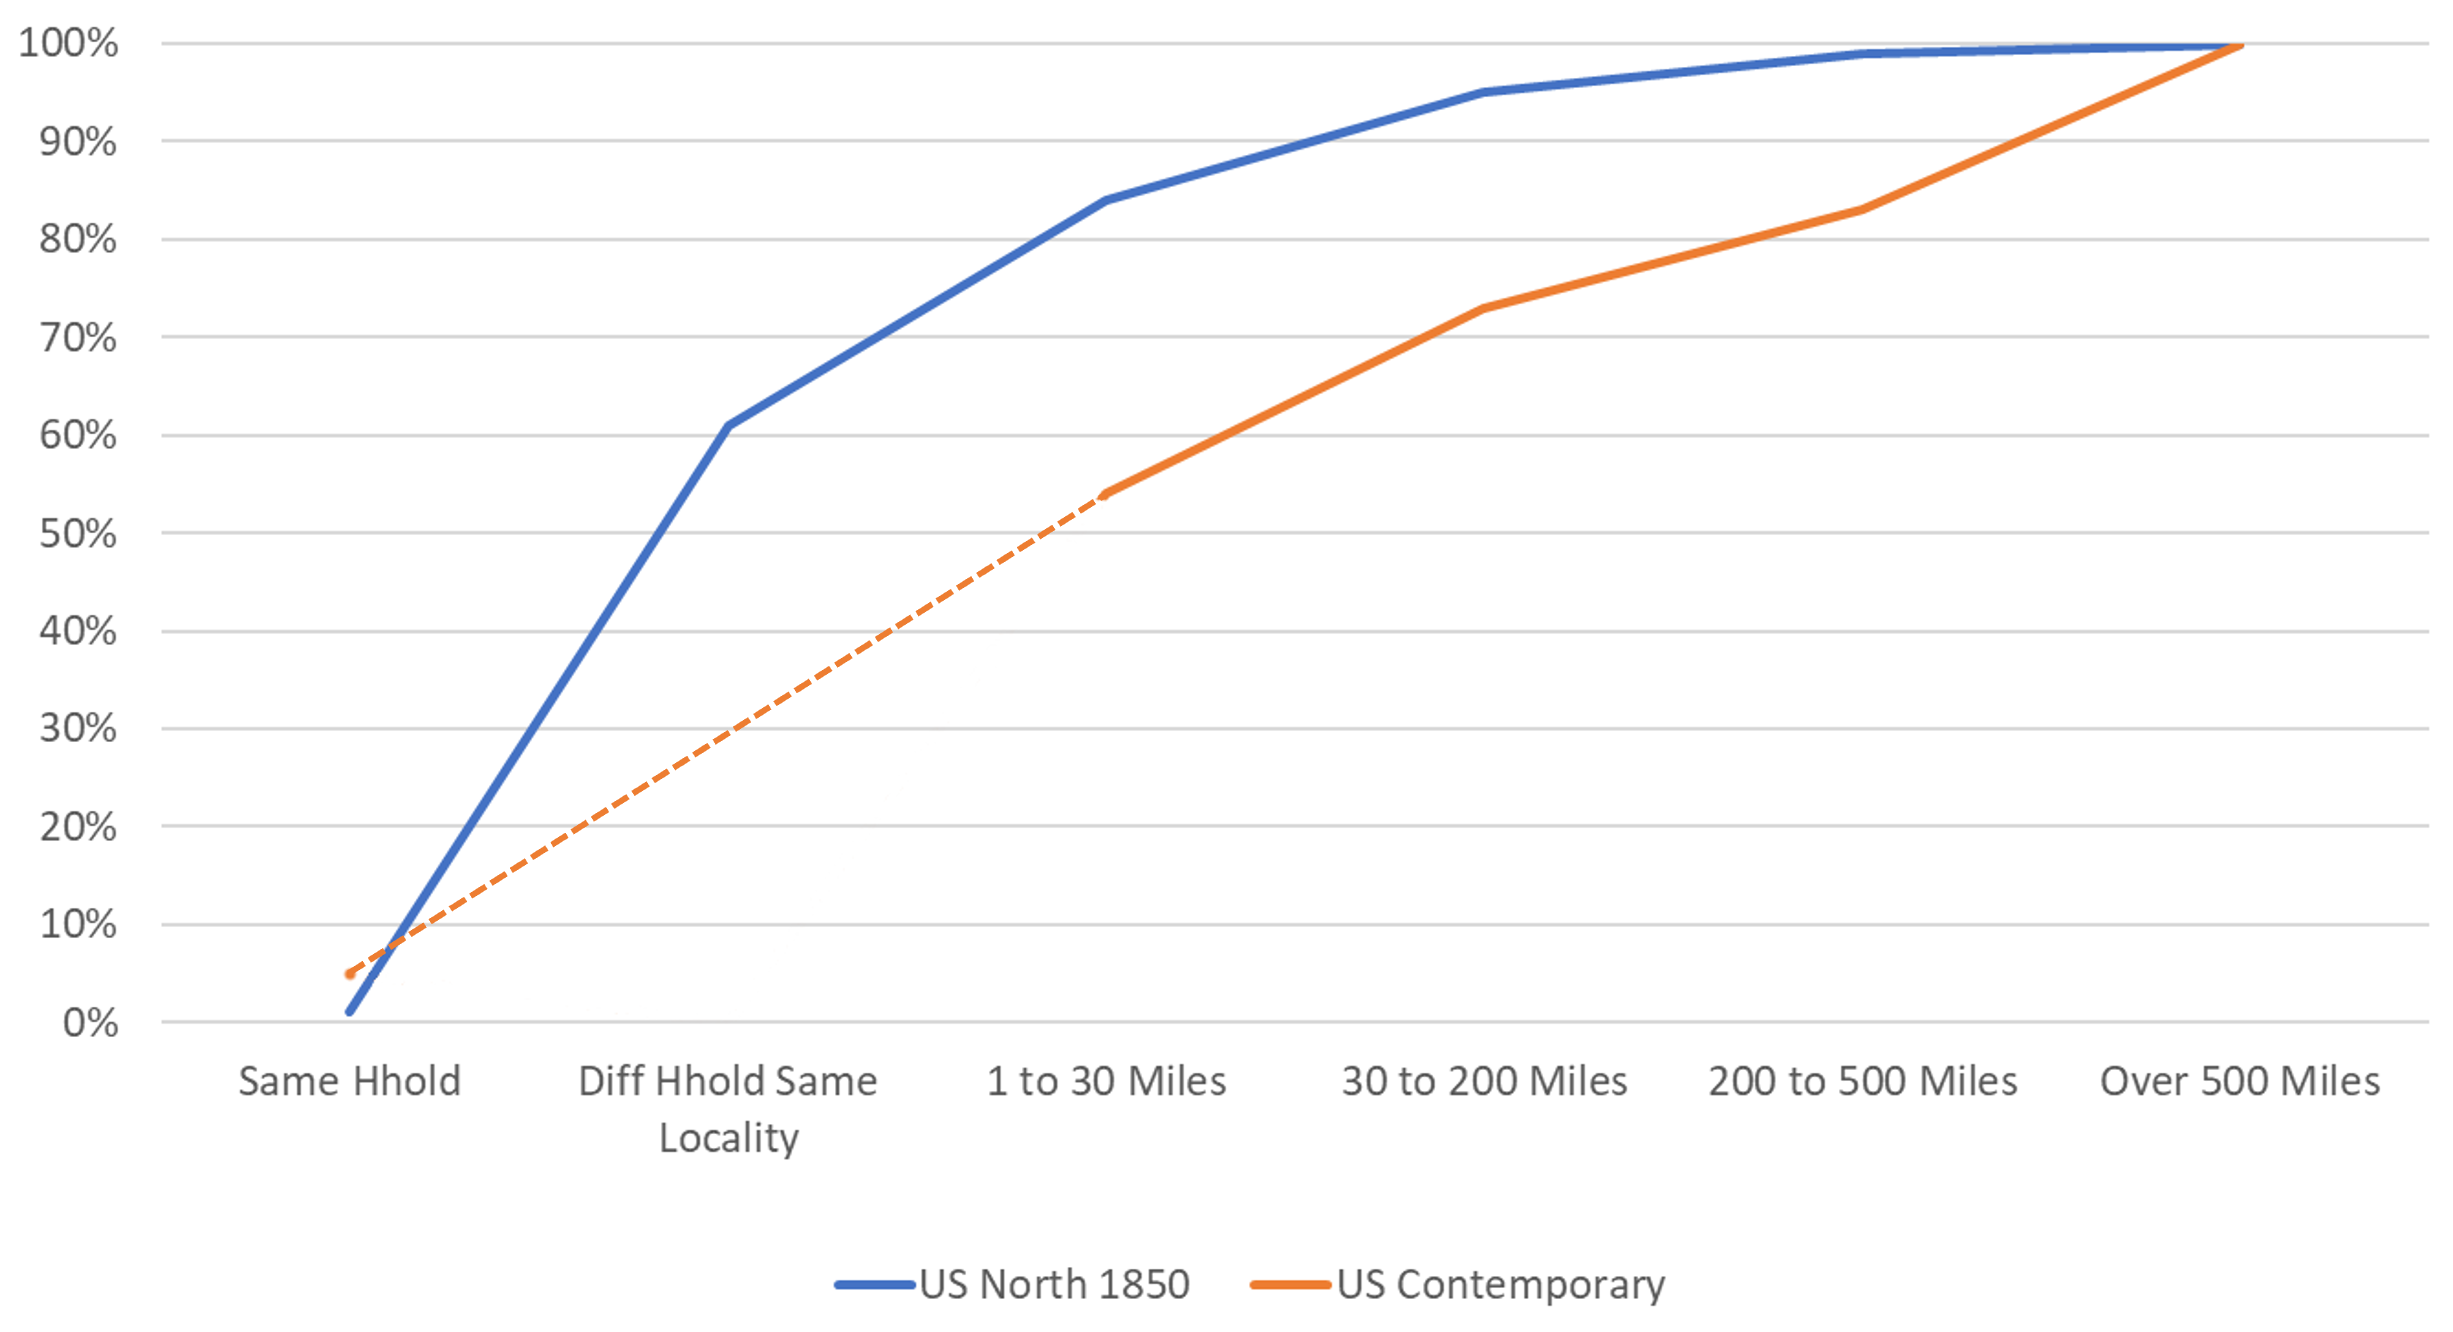 100%
90%
80%
70%
60%
50%
40%
30%
20%
10%
0%
Same Hhold
Diff Hhold Same
Locality
1 to 30 Miles
30 to 200 Miles
200 to 500 Miles
Over 500 Miles
US North 1850
US Contemporary